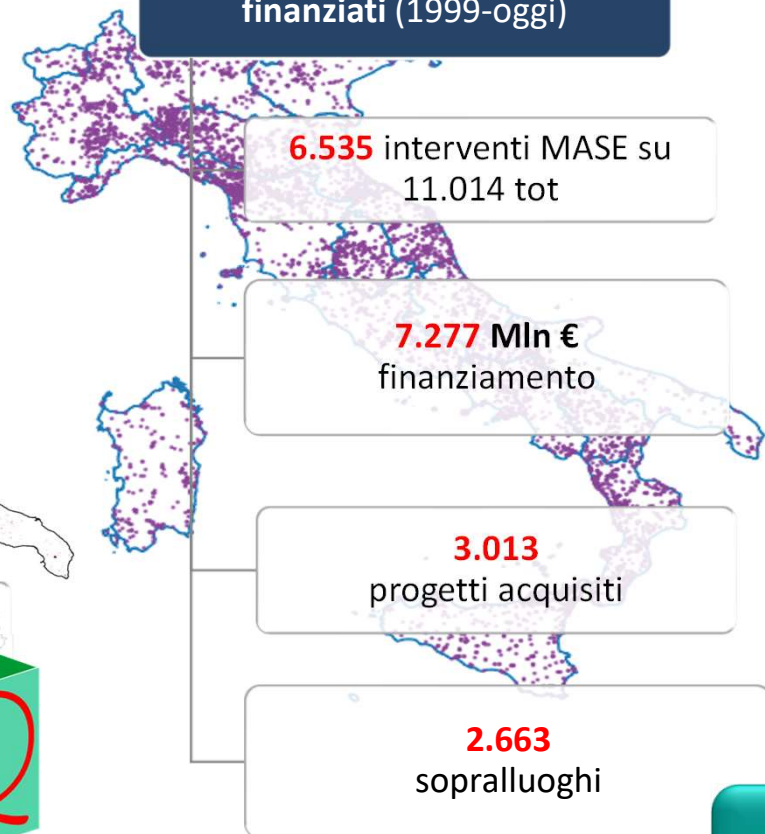 finanziati (1999-oggi)
6.535 interventi MASE su
11.014 tot
7.277 Mln €
finanziamento
3.013
progetti acquisiti
2.663
sopralluoghi